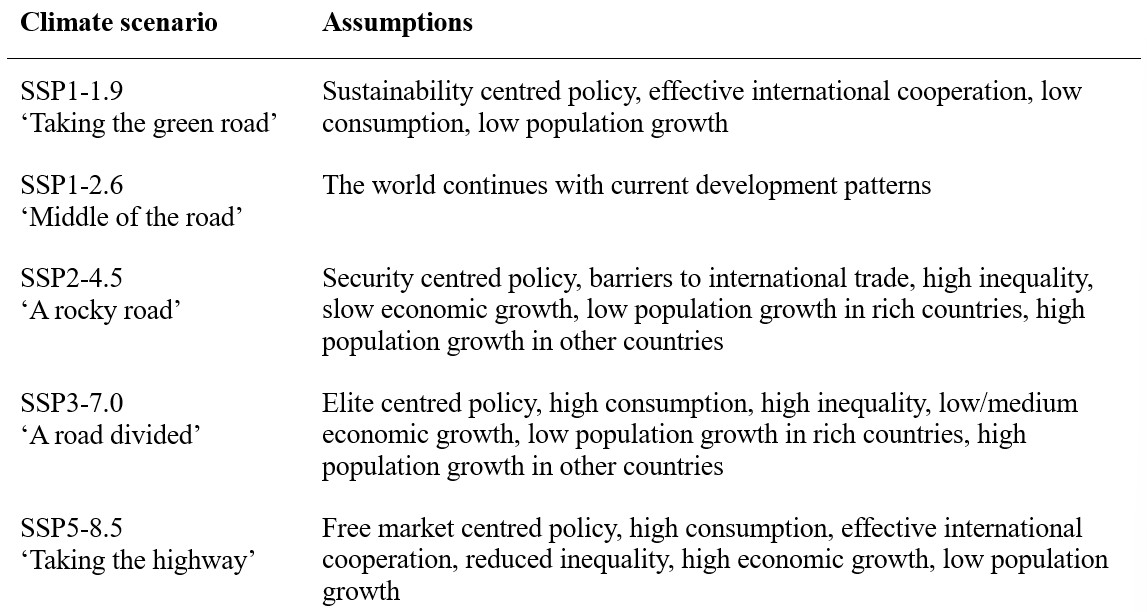 Climate scenario Assumptions
SSP1-1.9 Sustainability centred policy, effective international cooperation, low
‘Taking the green road’ consumption, low population growth
SSP1-2.6 The world continues with current development patterns
‘Middle of the road’
SSP2-4.5 Security centred policy, barriers to international trade, high inequality,
‘A rocky road’ slow economic growth, low population growth in rich countries, high
population growth in other countries
SSP3-7.0 Elite centred policy, high consumption, high inequality, low/medium
‘A road divided’ economic growth, low population growth in rich countries, high
population growth in other countries
SSP5-8.5 Free market centred policy, high consumption, effective international
‘Taking the highway’ cooperation, reduced inequality, high economic growth, low population
growth